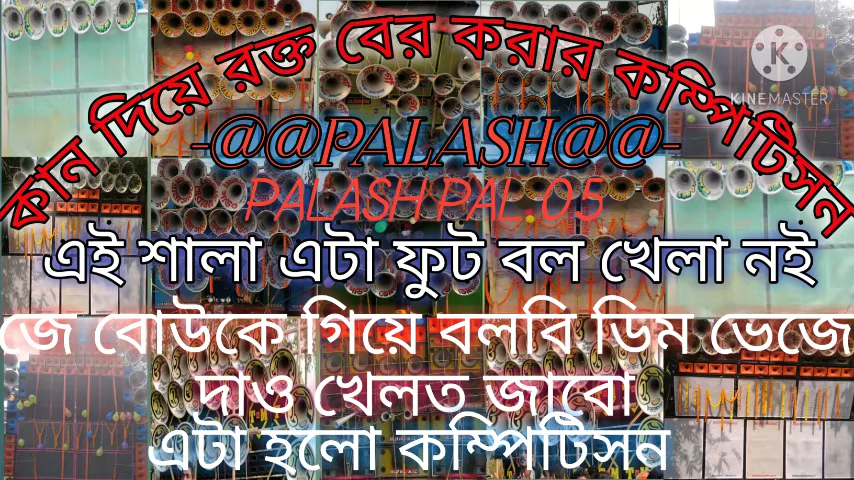 কান দিয়ে রক্ত বের করার কম্পিটিসন
KINEMASTER
-@@PALASH@@-
PALASH PAL 05
এই শালা এটা ফুট বল খেলা নই
জে বোউকে গিয়ে বলবি ডিম ভেজে
দাও খেলত জাবো
এটা হলো কম্পিটিসন